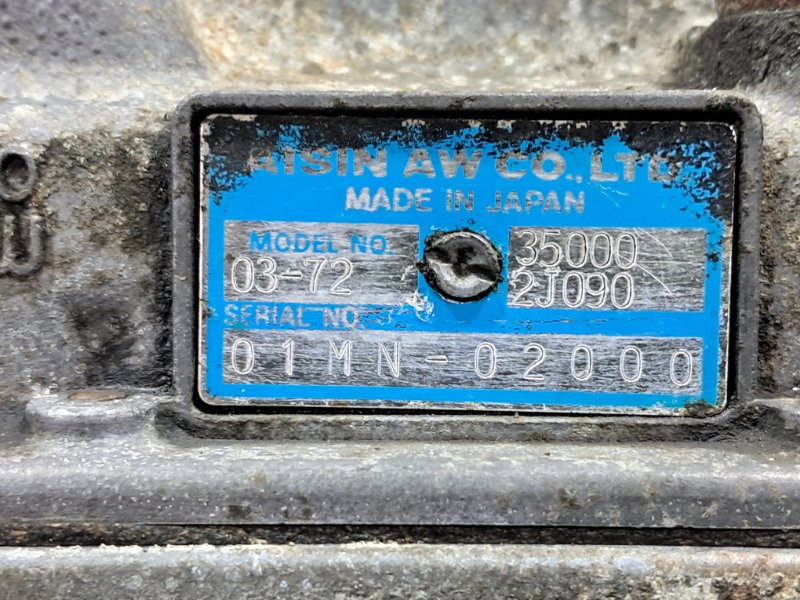 AISIN AW CO., LTD.
MADE IN JAPAN
MODEL NO.
03-72
35000
2J090
SERIAL NO.
01MN-02000